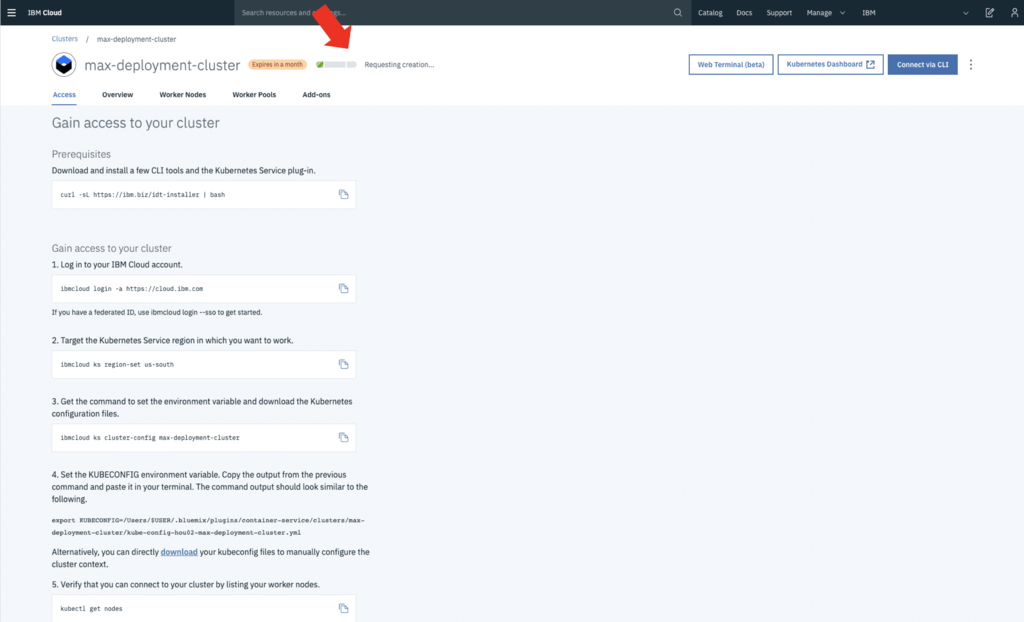 IBM Cloud
Search resources and
Catalog
Docs
Support
Manage
IBM
Clusters / max-deployment-cluster
max-deployment-cluster
Expires in a month
Requesting creation...
Web Terminal (beta)
Kubernetes Dashboard
Connect via CLI
Access
Overview
Worker Nodes
Worker Pools
Add-ons
Gain access to your cluster
Prerequisites
Download and install a few CLI tools and the Kubernetes Service plug-in.
curl -sL https://ibm.biz/idt-installer | bash
Gain access to your cluster
1. Log in to your IBM Cloud account.
ibmcloud login -a https://cloud.ibm.com
If you have a federated ID, use ibmcloud login --sso to get started.
2. Target the Kubernetes Service region in which you want to work.
ibmcloud ks region-set us-south
3. Get the command to set the environment variable and download the Kubernetes
configuration files.
ibmcloud ks cluster-config max-deployment-cluster
4. Set the KUBECONFIG environment variable. Copy the output from the previous
command and paste it in your terminal. The command output should look similar to the
following.
export KUBECONFIG=/Users/$USER/.bluemix/plugins/container-service/clusters/max-
deployment-cluster/kube-config-hou02-max-deployment-cluster.yml
Alternatively, you can directly download your kubeconfig files to manually configure the
cluster context.
5. Verify that you can connect to your cluster by listing your worker nodes.
kubectl get nodes